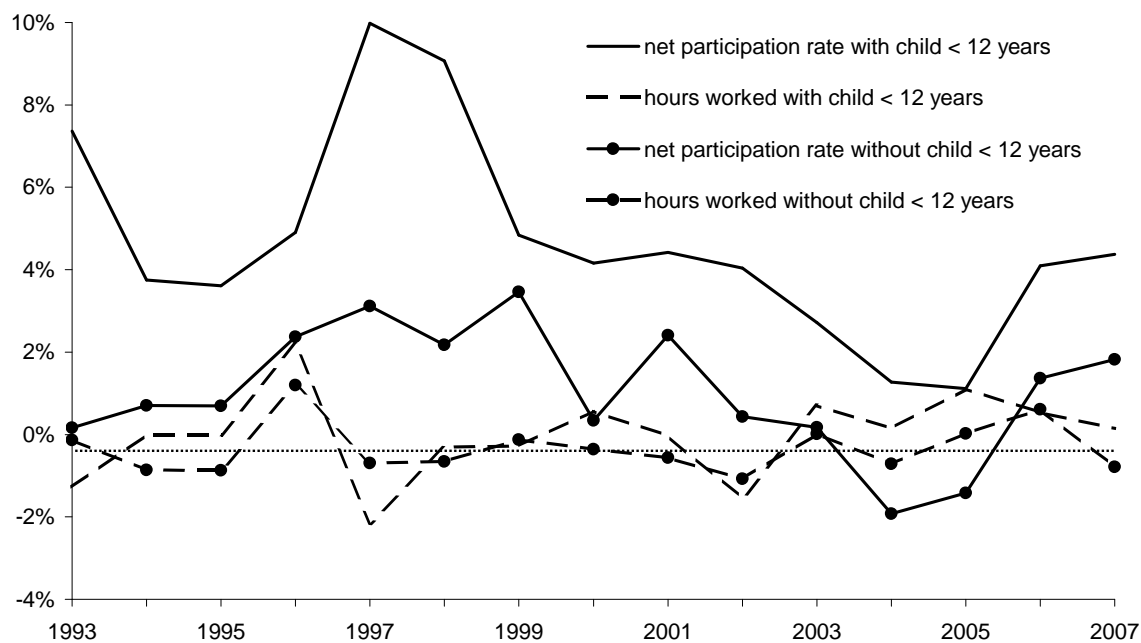 10%
8%
6%
4%
2%
0%
-2%
-4%
1993 1995 1997 1999 2001 2003 2005 2007
net participation rate with child < 12 years
hours worked with child < 12 years
net participation rate without child < 12 years
hours worked without child < 12 years